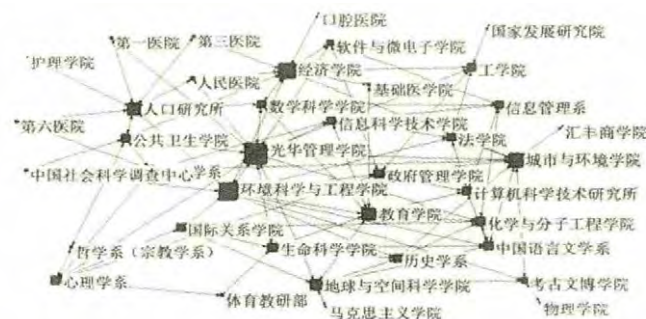 口腔医院
第一医院
第三医院
软件与微电子学院
国家发展研究院
护理学院
人民医院
经济学院
工学院
基础医学院
人口研究所
数学科学学院
信息管理系
第六医院
信息科学技术学院
公共卫生学院
法学院
汇丰商学院
光华管理学院
城市与环境学院
中国社会科学调查中心学系
政府管理学院
环境科学与工程学院
计算机科学技术研究所
教育学院
国际关系学院
化学与分子工程学院
哲学系（宗教学系）
生命科学学院
中国语言文学系
历史学系
心理学系
地球与空间科学学院
考古文博学院
体育教研部
马克思主义学院
物理学院